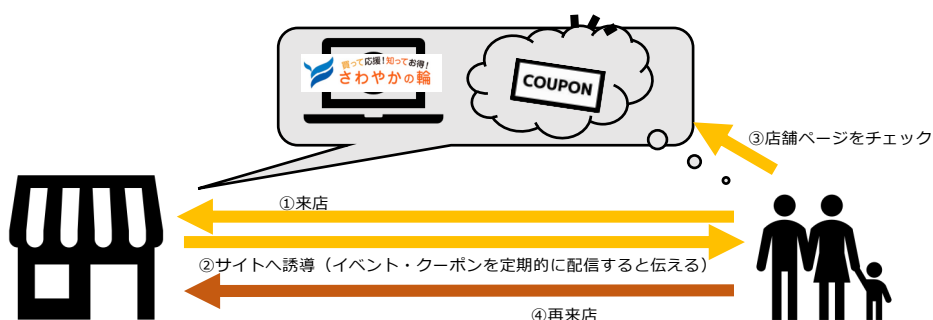 買って応援!知ってお得!
さわやかの輪
COUPON
③店舗ページをチェック
①来店
②サイトへ誘導（イベント・クーポンを定期的に配信すると伝える）
④再来店